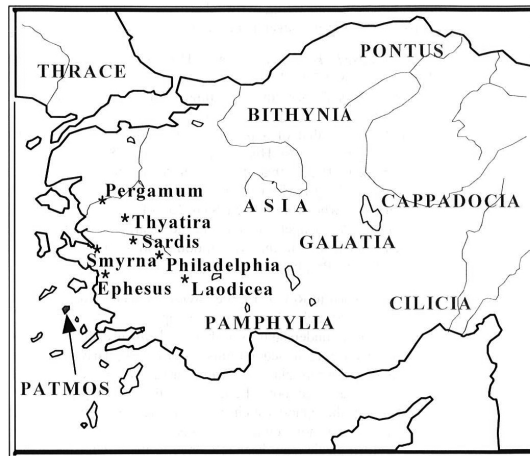 PONTUS
THRACE
BITHYNIA
Pergamum
ASIA
CAPPADOCIA
Thyatira
Sardis
GALATIA
Smyrna
Philadelphia
Ephesus
Laodicea
CILICIA
PAMPHYLIA
PATMOS